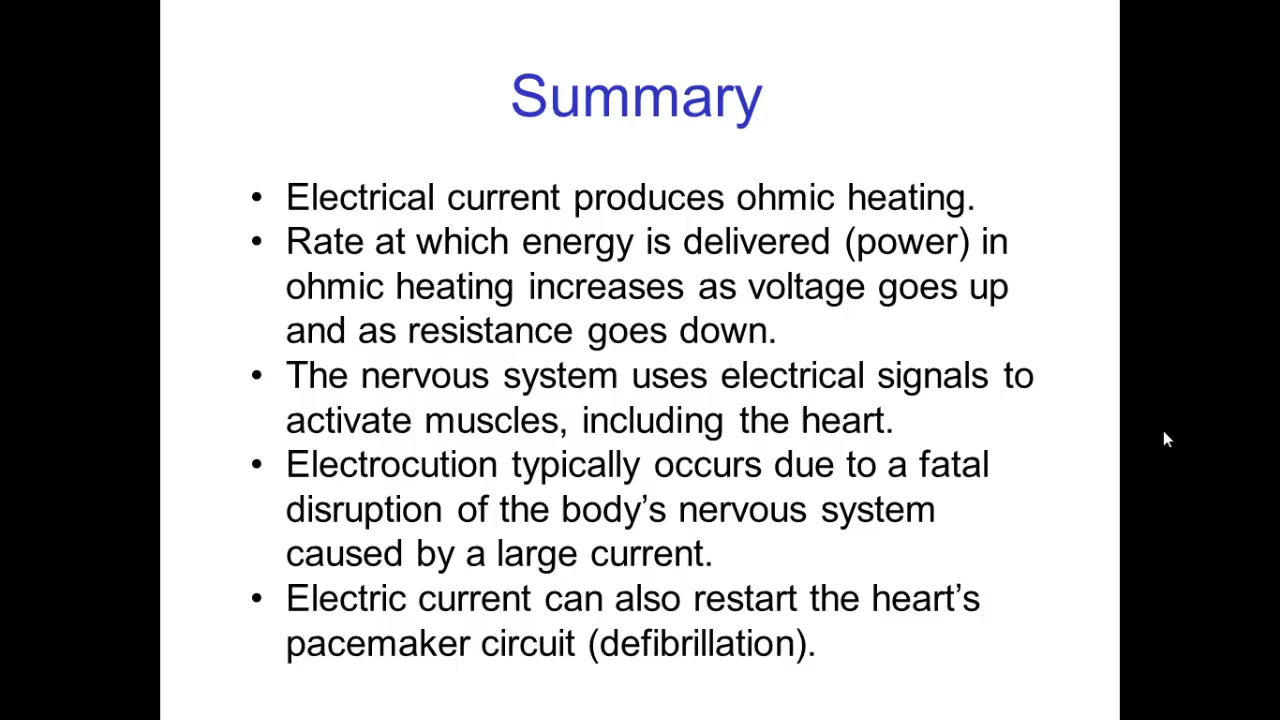 Summary
• Electrical current produces ohmic heating.
• Rate at which energy is delivered (power) in
ohmic heating increases as voltage goes up
and as resistance goes down.
• The nervous system uses electrical signals to
activate muscles, including the heart.
• Electrocution typically occurs due to a fatal
disruption of the body’s nervous system
caused by a large current.
• Electric current can also restart the heart’s
pacemaker circuit (defibrillation).